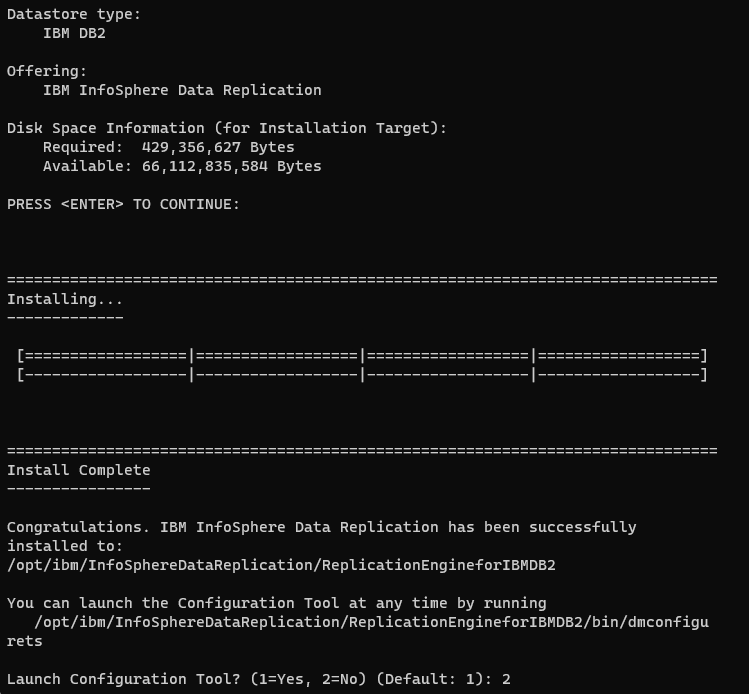 Datastore type:
    IBM DB2
Offering:
    IBM InfoSphere Data Replication
Disk Space Information (for Installation Target):
    Required:  429,356,627 Bytes
    Available: 66,112,835,584 Bytes
PRESS <ENTER> TO CONTINUE:
===============================================================================
Installing...
-------------
 [==================|==================|==================|==================]
 [------------------|------------------|------------------|------------------]
===============================================================================
Install Complete
----------------
Congratulations. IBM InfoSphere Data Replication has been successfully
installed to:
/opt/ibm/InfoSphereDataReplication/ReplicationEngineforIBMDB2
You can launch the Configuration Tool at any time by running
   /opt/ibm/InfoSphereDataReplication/ReplicationEngineforIBMDB2/bin/dmconfigu
rets
Launch Configuration Tool? (1=Yes, 2=No) (Default: 1): 2